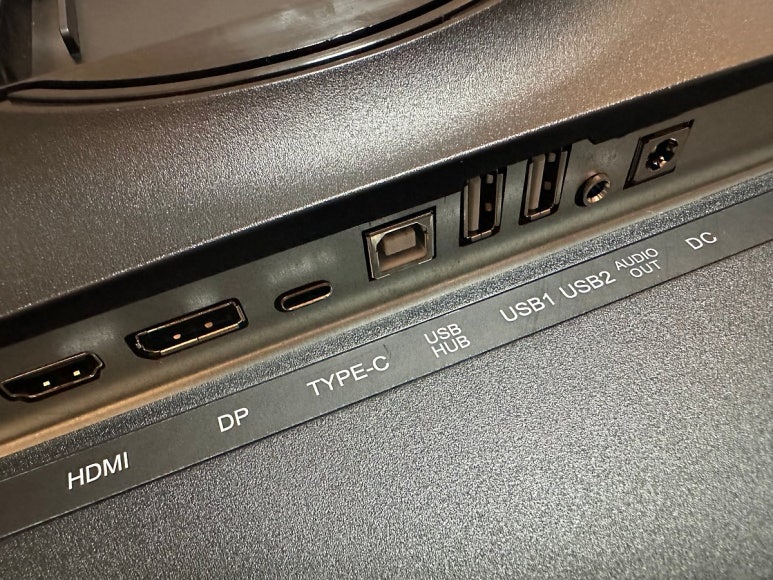 HDMI
DP
TYPE-C
USB
HUB
USB1
USB2
AUDIO
OUT
DC